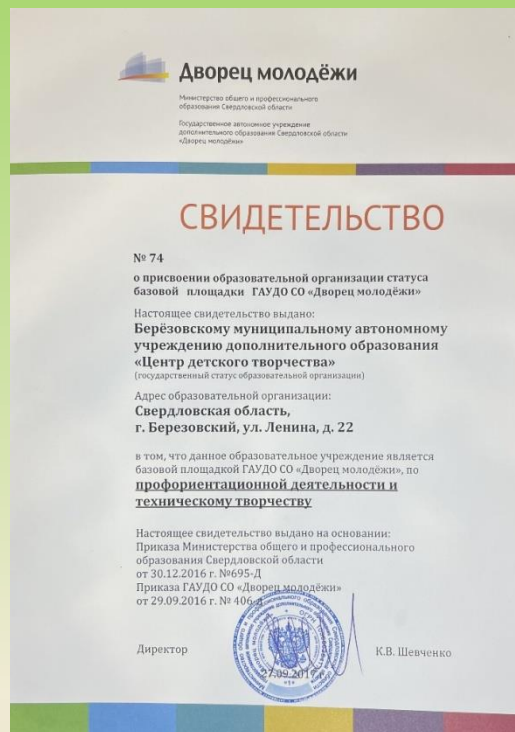 Дворец молодёжи
Министерство общего и профессионального
образования Свердловской области
Государственное автономное учреждение
дополнительного образования Свердловской области
«Дворец молодёжи»
СВИДЕТЕЛЬСТВО
№ 74
о присвоении образовательной организации статуса
базовой площадки ГАУДО СО «Дворец молодёжи»
Настоящее свидетельство выдано:
Берёзовскому муниципальному автономному
учреждению дополнительного образования
«Центр детского творчества»
(государственный статус образовательной организации)
Адрес образовательной организации:
Свердловская область,
г. Березовский, ул. Ленина, д. 22
в том, что данное образовательное учреждение является
базовой площадкой ГАУДО СО «Дворец молодёжи», по
профориентационной деятельности и
техническому творчеству
Настоящее свидетельство выдано на основании:
Приказа Министерства общего и профессионального
образования Свердловской области
от 30.12.2016 г. №695-Д
Приказа ГАУДО СО «Дворец молодёжи»
от 29.09.2016 г. № 406-д
Директор
К.В. Шевченко
27.09.2017 г.